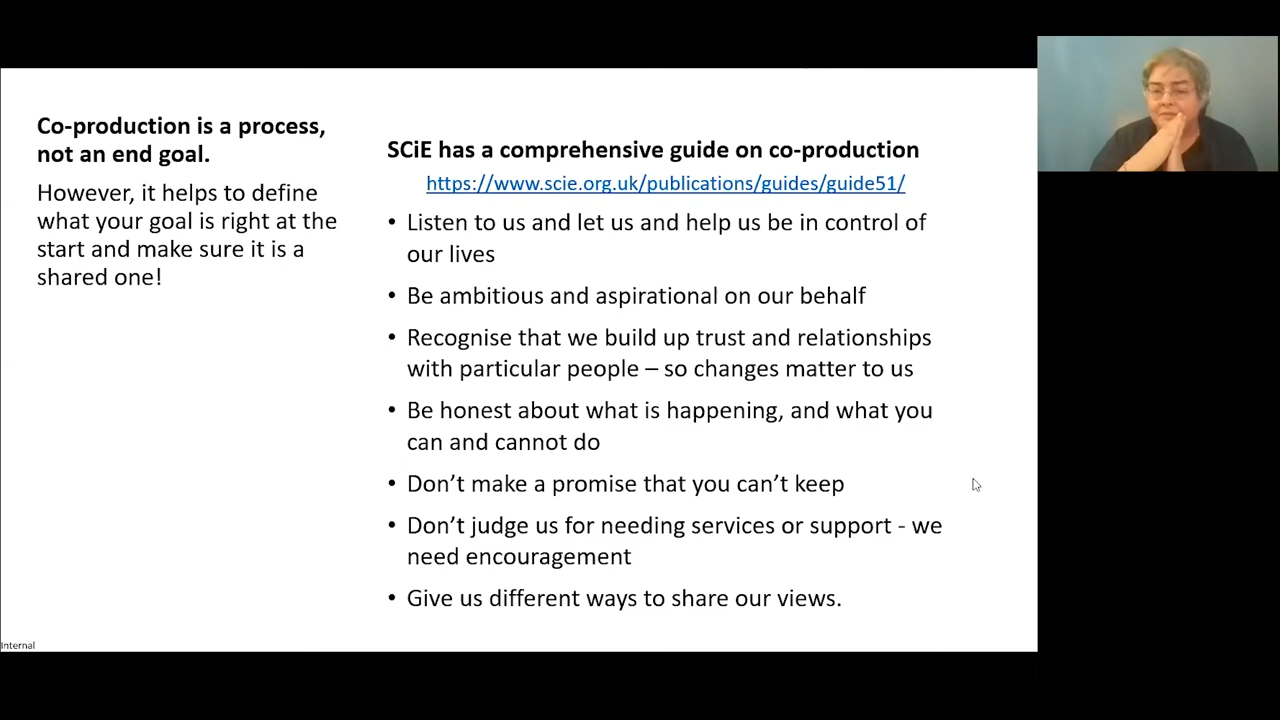 Co-production is a process,
not an end goal.
However, it helps to define
what your goal is right at the
start and make sure it is a
shared one!
SCiE has a comprehensive guide on co-production
https://www.scie.org.uk/publications/guides/guide51/
• Listen to us and let us and help us be in control of
our lives
• Be ambitious and aspirational on our behalf
• Recognise that we build up trust and relationships
with particular people – so changes matter to us
• Be honest about what is happening, and what you
can and cannot do
• Don’t make a promise that you can’t keep
• Don’t judge us for needing services or support - we
need encouragement
• Give us different ways to share our views.
Internal